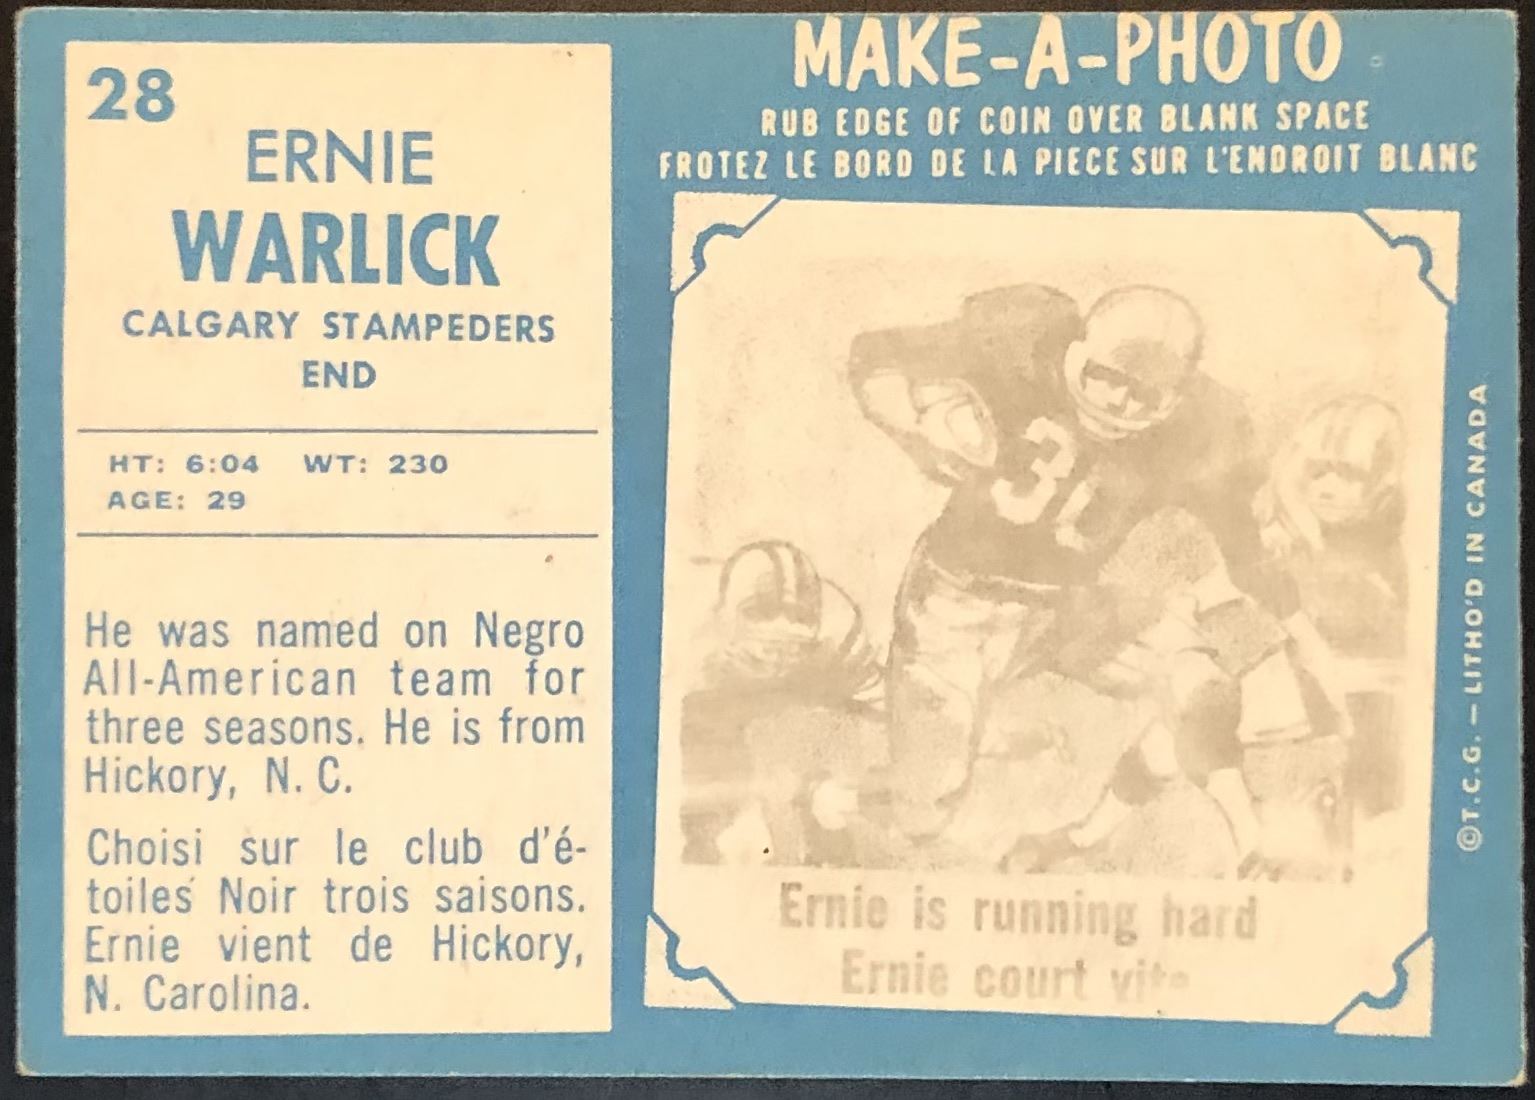 28
ERNIE
WARLICK
CALGARY STAMPEDERS
END
HT: 6:04 WT: 230
AGE: 29
He was named on Negro
All-American team for
three seasons. He is from
Hickory, N. C.
Choisi sur le club d'é-
toiles Noir trois saisons.
Ernie vient de Hickory,
N. Carolina.
MAKE-A-PHOTO
RUB EDGE OF COIN OVER BLANK SPACE
FROTEZ LE BORD DE LA PIECE SUR L'ENDROIT BLANC
Ernie is running hard
Ernie court vite
©T.C.G. — LITHO'D IN CANADA